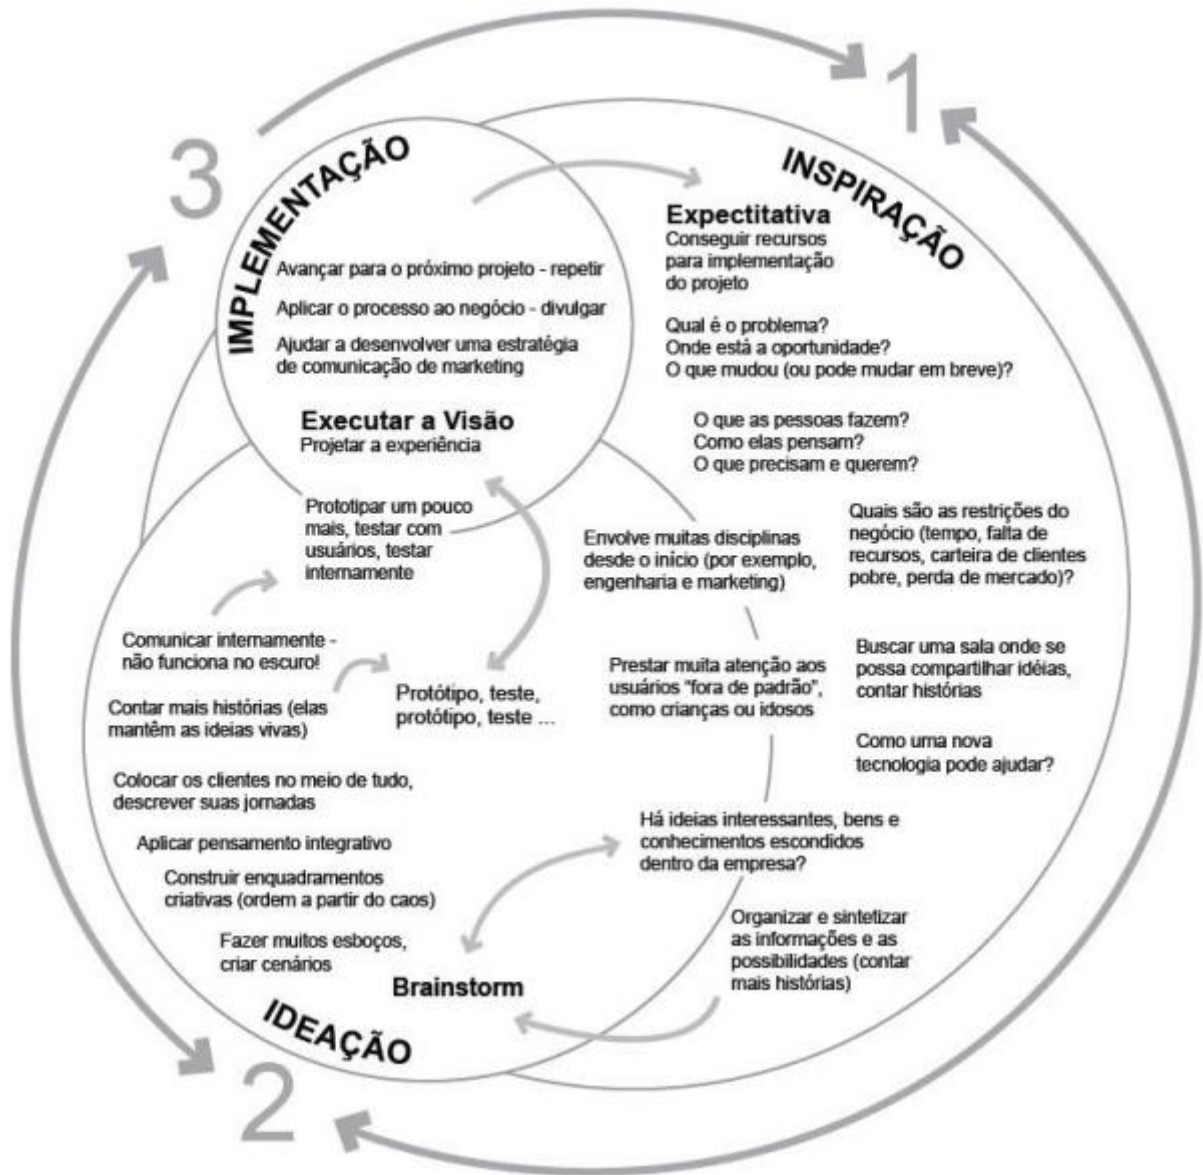 1
INSPIRAÇÃO
Expectitativa
Conseguir recursos
para implementação
do projeto
Qual é o problema?
Onde está a oportunidade?
O que mudou (ou pode mudar em breve)?
O que as pessoas fazem?
Como elas pensam?
O que precisam e querem?
Quais são as restrições do
negócio (tempo, falta de
recursos, carteira de clientes
pobre, perda de mercado)?
Envolve muitas disciplinas
desde o início (por exemplo,
engenharia e marketing)
Buscar uma sala onde se
possa compartilhar idéias,
contar histórias
Prestar muita atenção aos
usuários "fora de padrão",
como crianças ou idosos
Como uma nova
tecnologia pode ajudar?
Há ideias interessantes, bens e
conhecimentos escondidos
dentro da empresa?
Organizar e sintetizar
as informações e as
possibilidades (contar
mais histórias)
2
IDEAÇÃO
Brainstorm
Fazer muitos esboços,
criar cenários
Construir enquadramentos
criativas (ordem a partir do caos)
Aplicar pensamento integrativo
Colocar os clientes no meio de tudo,
descrever suas jornadas
Contar mais histórias (elas
mantêm as ideias vivas)
Protótipo, teste,
protótipo, teste ...
Comunicar internamente -
não funciona no escuro!
Prototipar um pouco
mais, testar com
usuários, testar
internamente
3
IMPLEMENTAÇÃO
Executar a Visão
Projetar a experiência
Ajudar a desenvolver uma estratégia
de comunicação de marketing
Aplicar o processo ao negócio - divulgar
Avançar para o próximo projeto - repetir